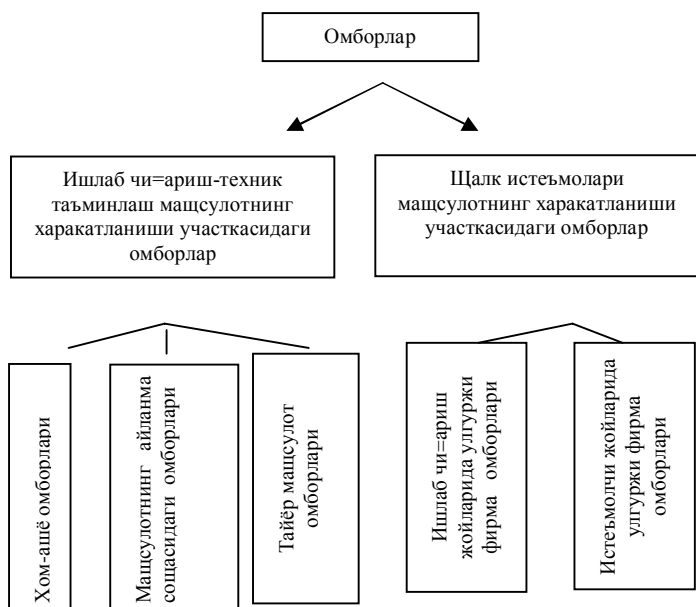 Омборлар
Ишлаб чи=ариш-техник
таъминлаш мащсулотнинг
харакатланиши участкасидаги
омборлар
Щалк истеъмолари
мащсулотнинг харакатланиши
участкасидаги омборлар
Хом-ашё омборлари
Мащсулотнинг айланма
сощасидаги омборлари
Тайёр мащсулот
омборлари
Ишлаб чи=ариш
жойларида улгуржи
фирма омборлари
Истеъмолчи жойларида
улгуржи фирма
омборлари